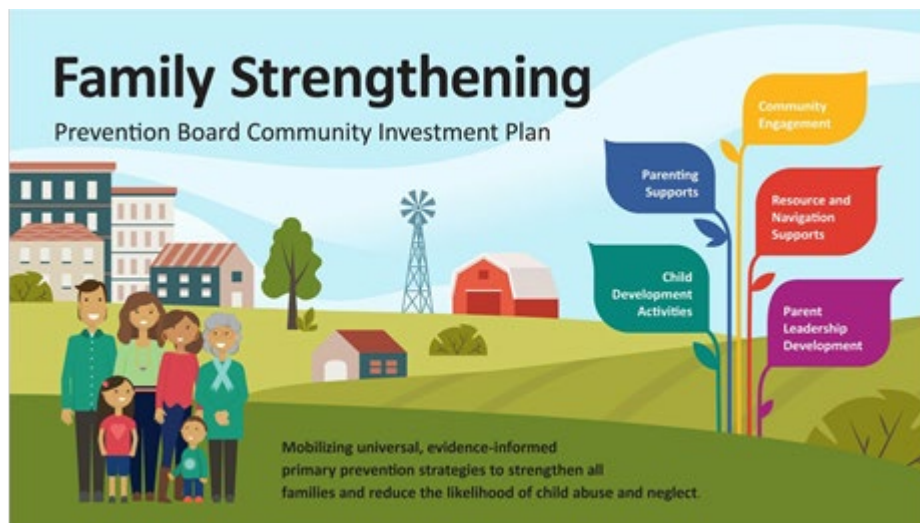 Family Strengthening
Prevention Board Community Investment Plan
Community
Engagement
Parenting
Supports
Resource and
Navigation
Supports
Child
Development
Activities
Parent
Leadership
Development
Mobilizing universal, evidence-informed
primary prevention strategies to strengthen all
families and reduce the likelihood of child abuse and neglect.